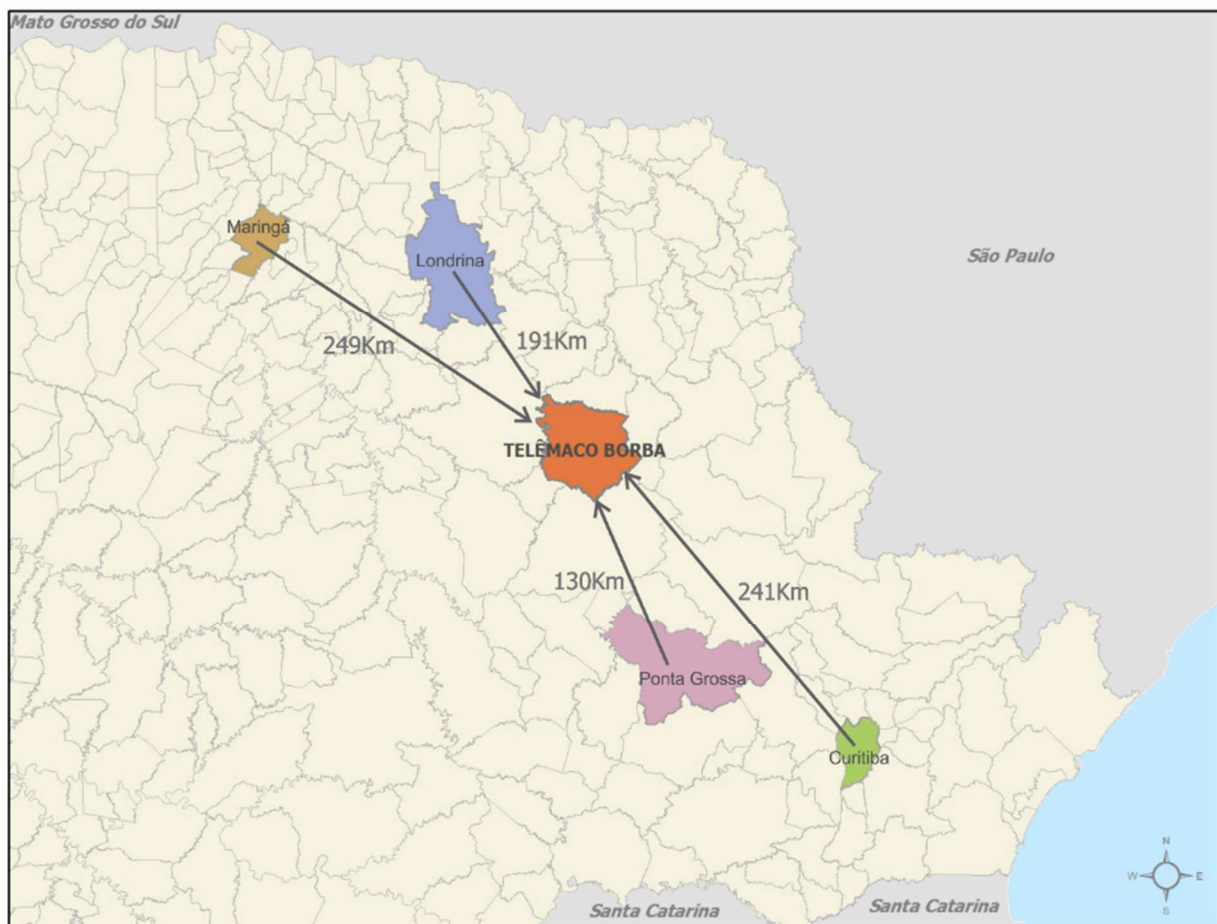 Mato Grosso do Sul
Maringá
Londrina
São Paulo
249Km
191Km
TELÊMACO BORBA
130Km
241Km
Ponta Grossa
Curitiba
N
W
E
S
Santa Catarina
Santa Catarina